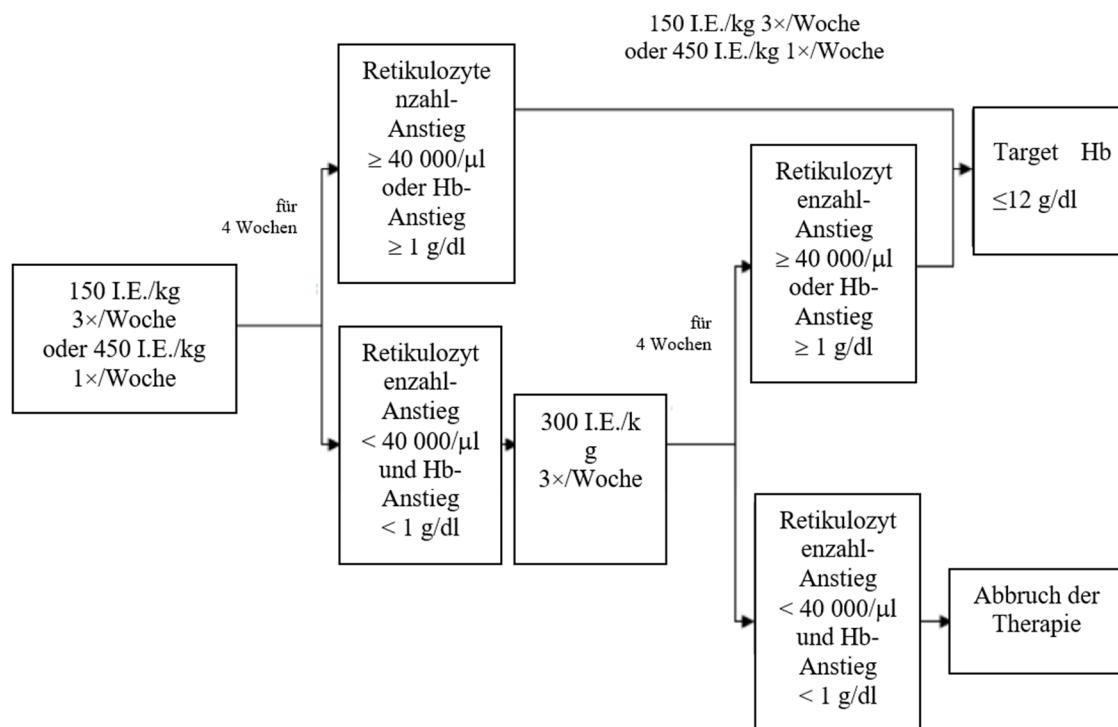 150 I.E./kg 3×/Woche
oder 450 I.E./kg 1×/Woche
Retikulozyte
nzahl-
Anstieg
≥ 40 000/µl
oder Hb-
Anstieg
≥ 1 g/dl
Target Hb
≤12 g/dl
Retikulozyt
enzahl-
Anstieg
≥ 40 000/µl
oder Hb-
Anstieg
≥ 1 g/dl
für
4 Wochen
150 I.E./kg
3×/Woche
oder 450 I.E./kg
1×/Woche
für
4 Wochen
Retikulozyt
enzahl-
Anstieg
< 40 000/µl
und Hb-
Anstieg
< 1 g/dl
300 I.E./k
g
3×/Woche
Retikulozyt
enzahl-
Anstieg
< 40 000/µl
und Hb-
Anstieg
< 1 g/dl
Abbruch der
Therapie